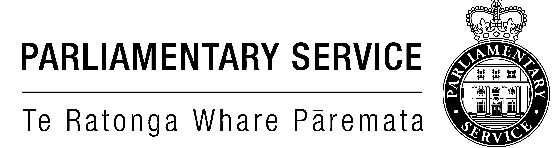 PARLIAMENTARY SERVICE
Te Ratonga Whare Pāremata
PARLIAMENTARY
SERVICE